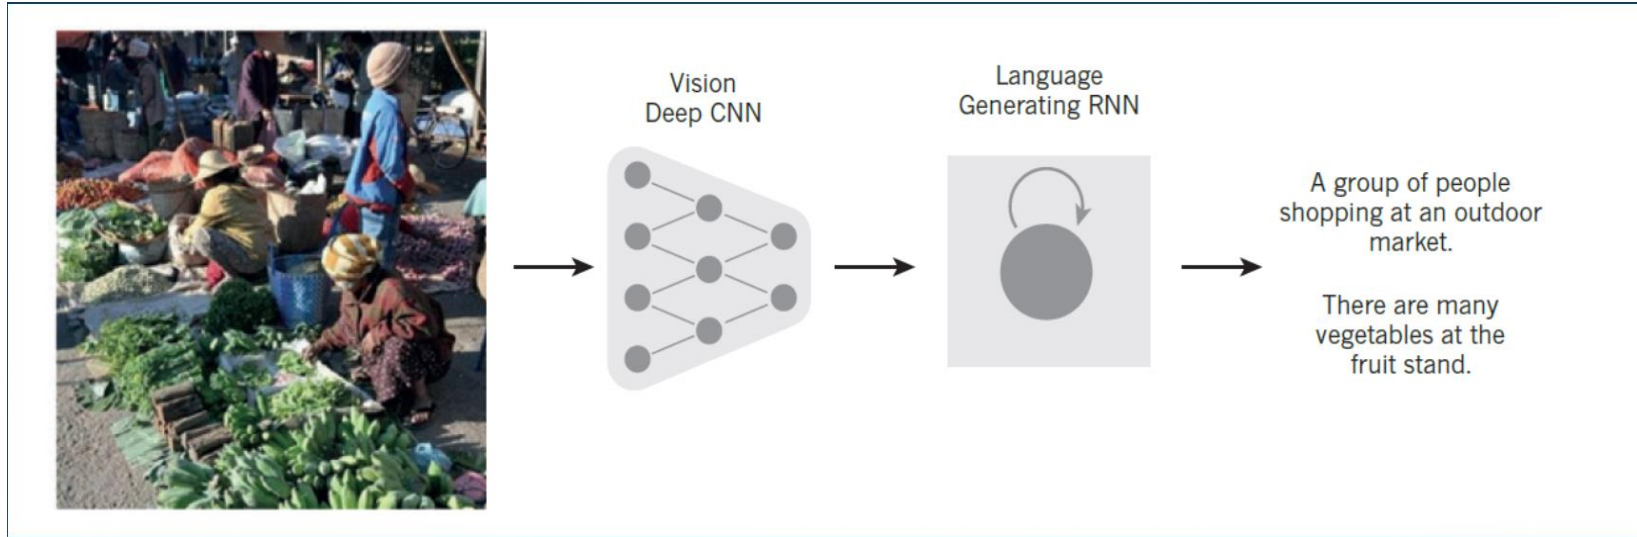 Vision
Deep CNN
Language
Generating RNN
A group of people
shopping at an outdoor
market.
There are many
vegetables at the
fruit stand.